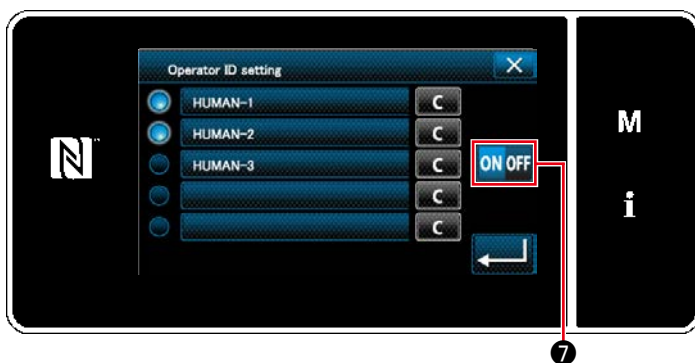 Operator ID setting
HUMAN-1 C
HUMAN-2 C
HUMAN-3 C
C
C
ON OFF
M
i
N
7